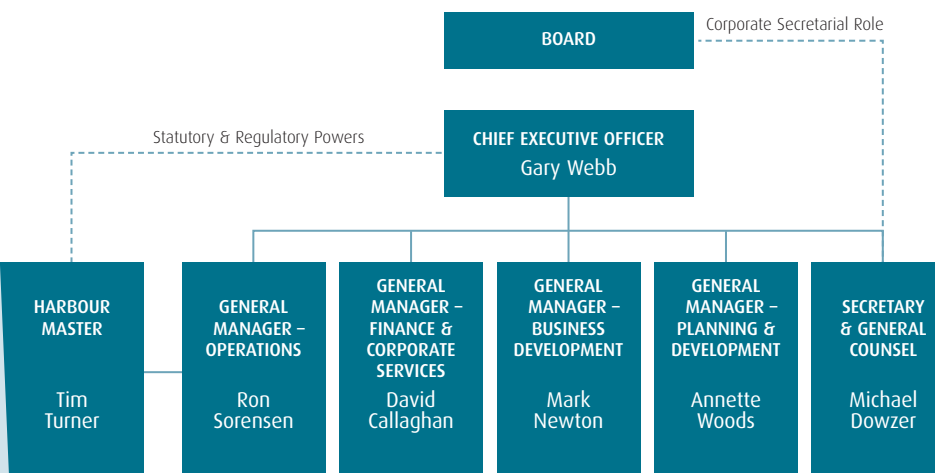 BOARD
Corporate Secretarial Role
Statutory & Regulatory Powers
CHIEF EXECUTIVE OFFICER
Gary Webb
HARBOUR
MASTER
Tim
Turner
GENERAL
MANAGER –
OPERATIONS
Ron
Sorensen
GENERAL
MANAGER –
FINANCE &
CORPORATE
SERVICES
David
Callaghan
GENERAL
MANAGER –
BUSINESS
DEVELOPMENT
Mark
Newton
GENERAL
MANAGER –
PLANNING &
DEVELOPMENT
Annette
Woods
SECRETARY
& GENERAL
COUNSEL
Michael
Dowzer